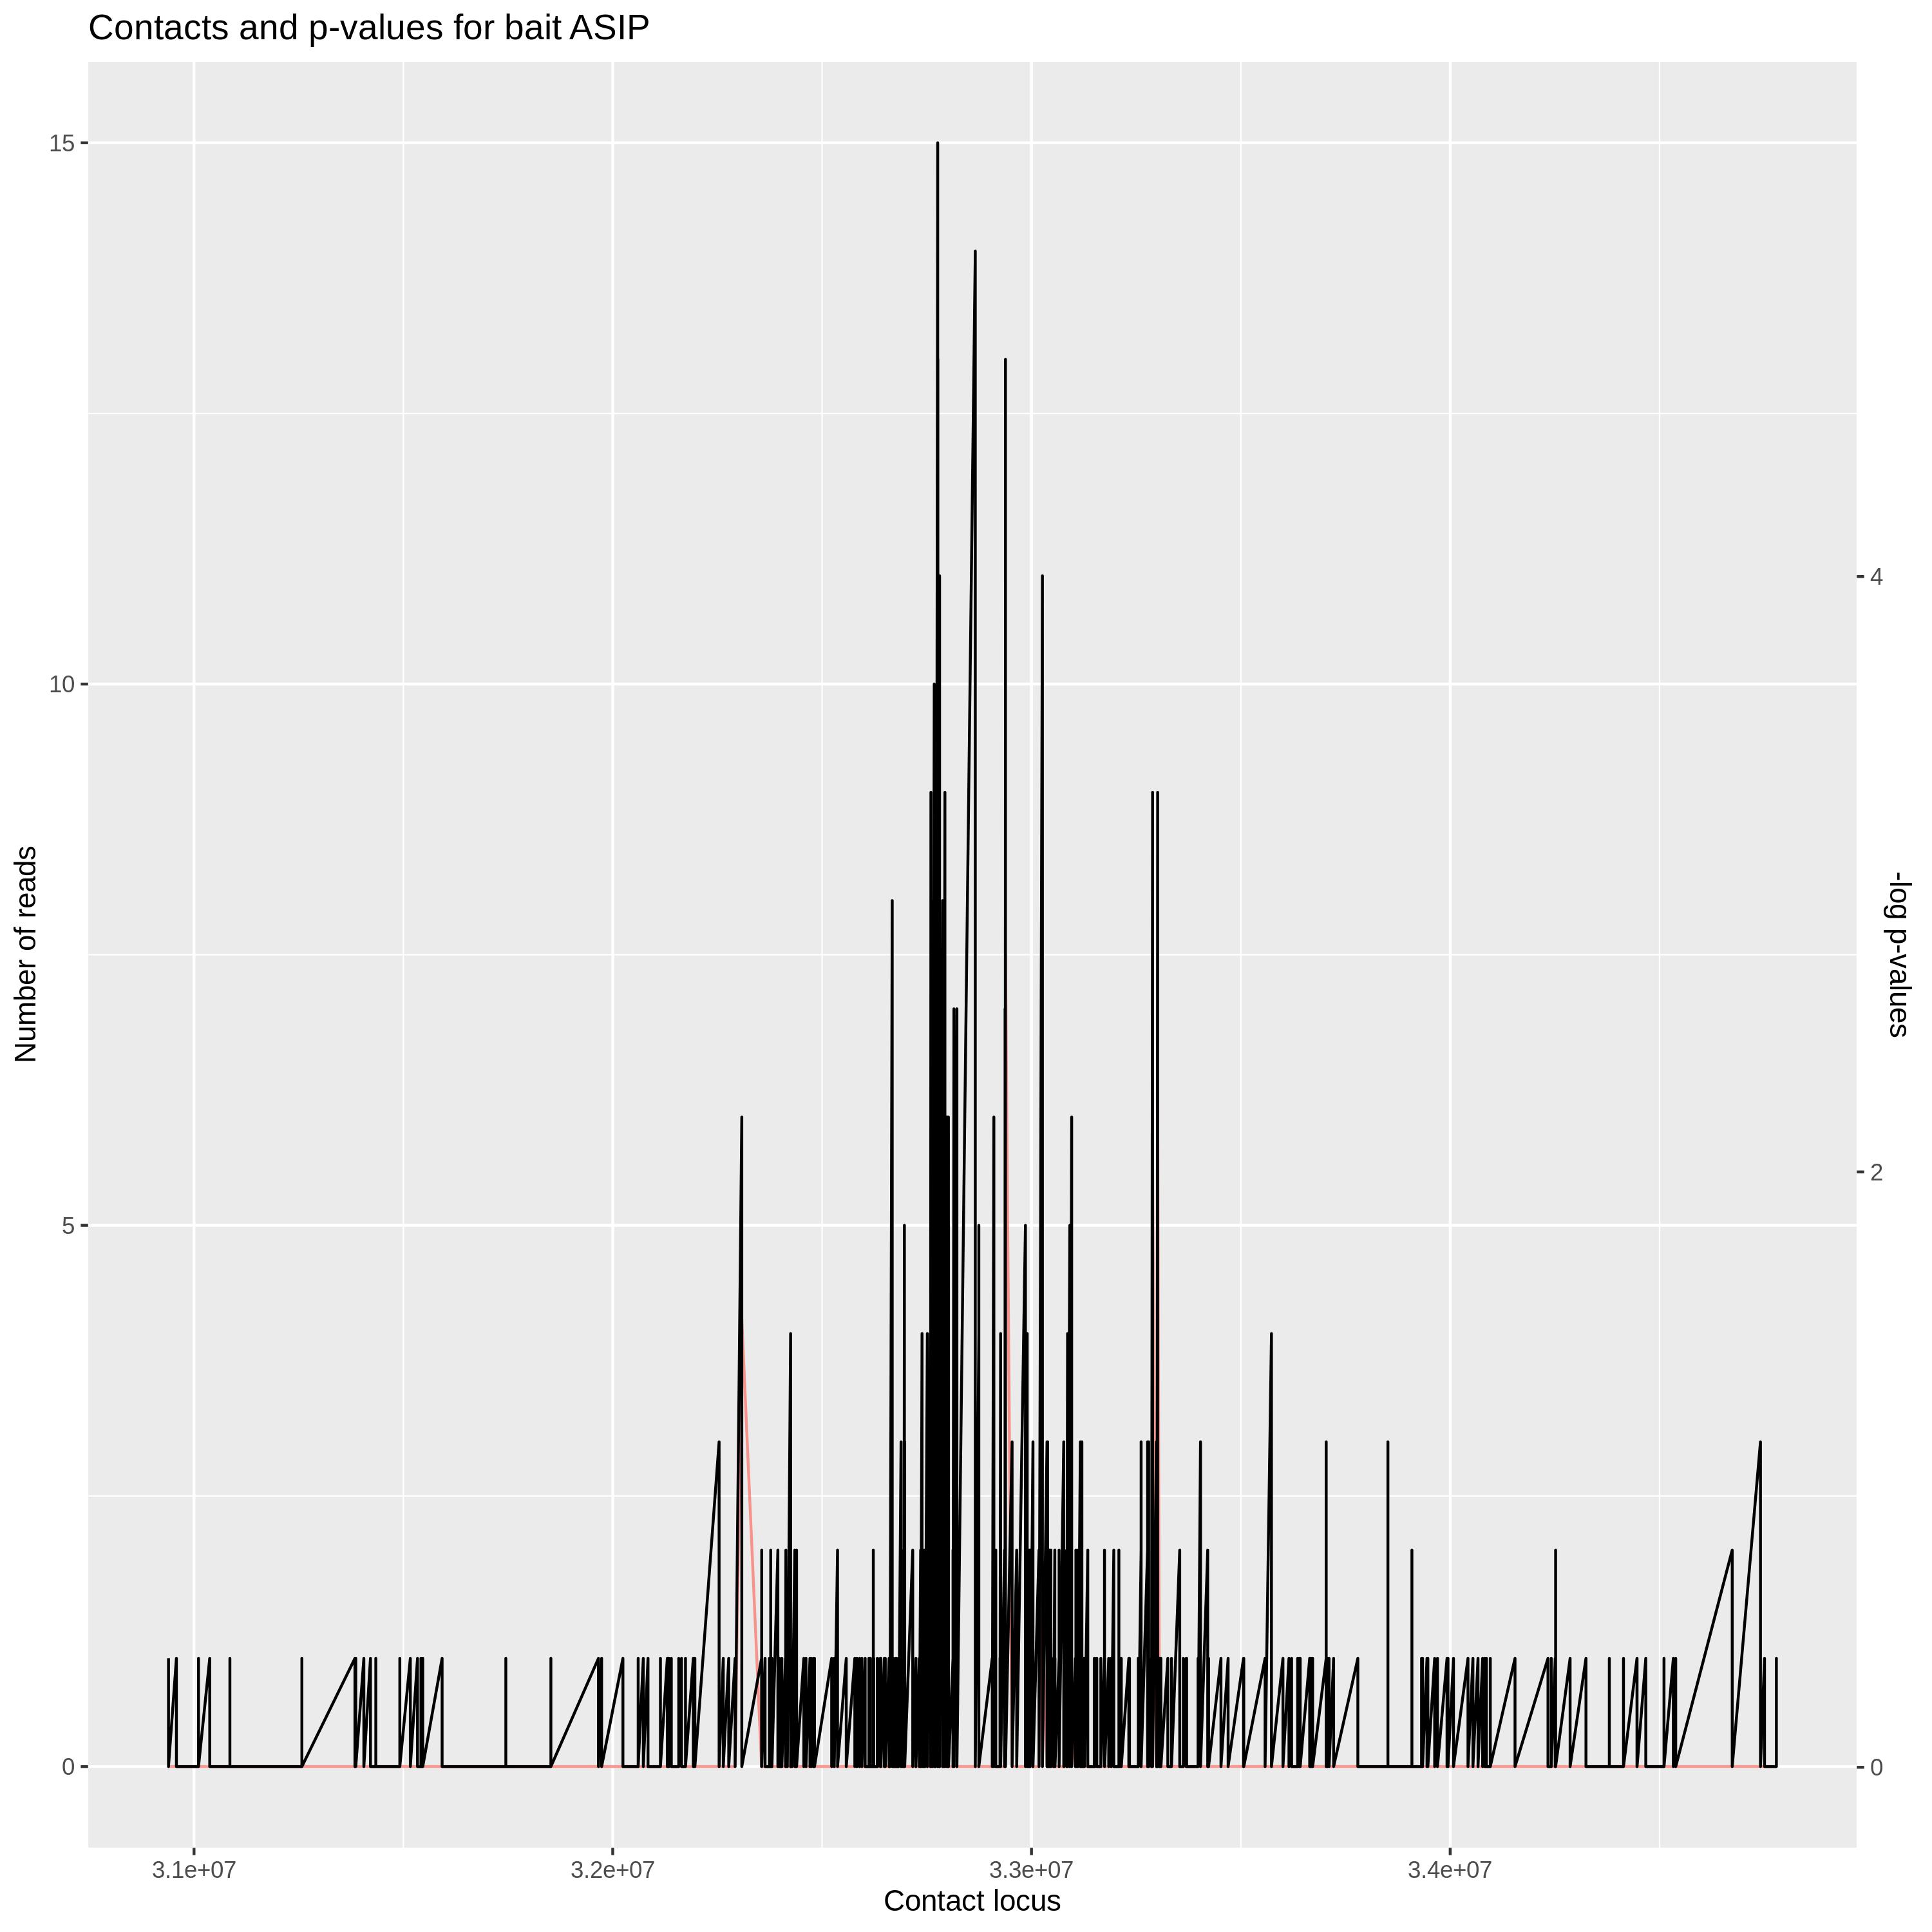 Contacts and p-values for bait ASIP
15
10
5
0
Number of reads
4
2
0
-log p-values
3.1e+07 3.2e+07 3.3e+07 3.4e+07
Contact locus